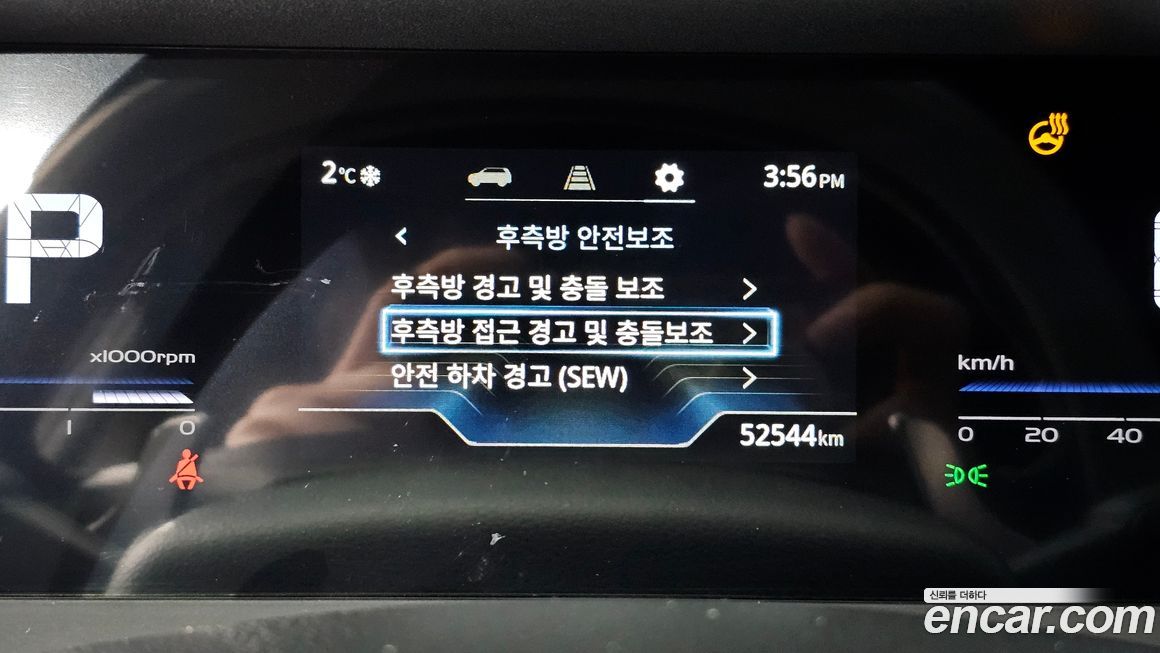 2℃
3:56PM
P
후측방 안전보조
후측방 경고 및 충돌 보조
후측방 접근 경고 및 충돌보조
안전 하차 경고 (SEW)
x1000rpm
1 0
km/h
0 20 40
52544km
신뢰를 더하다
encar.com